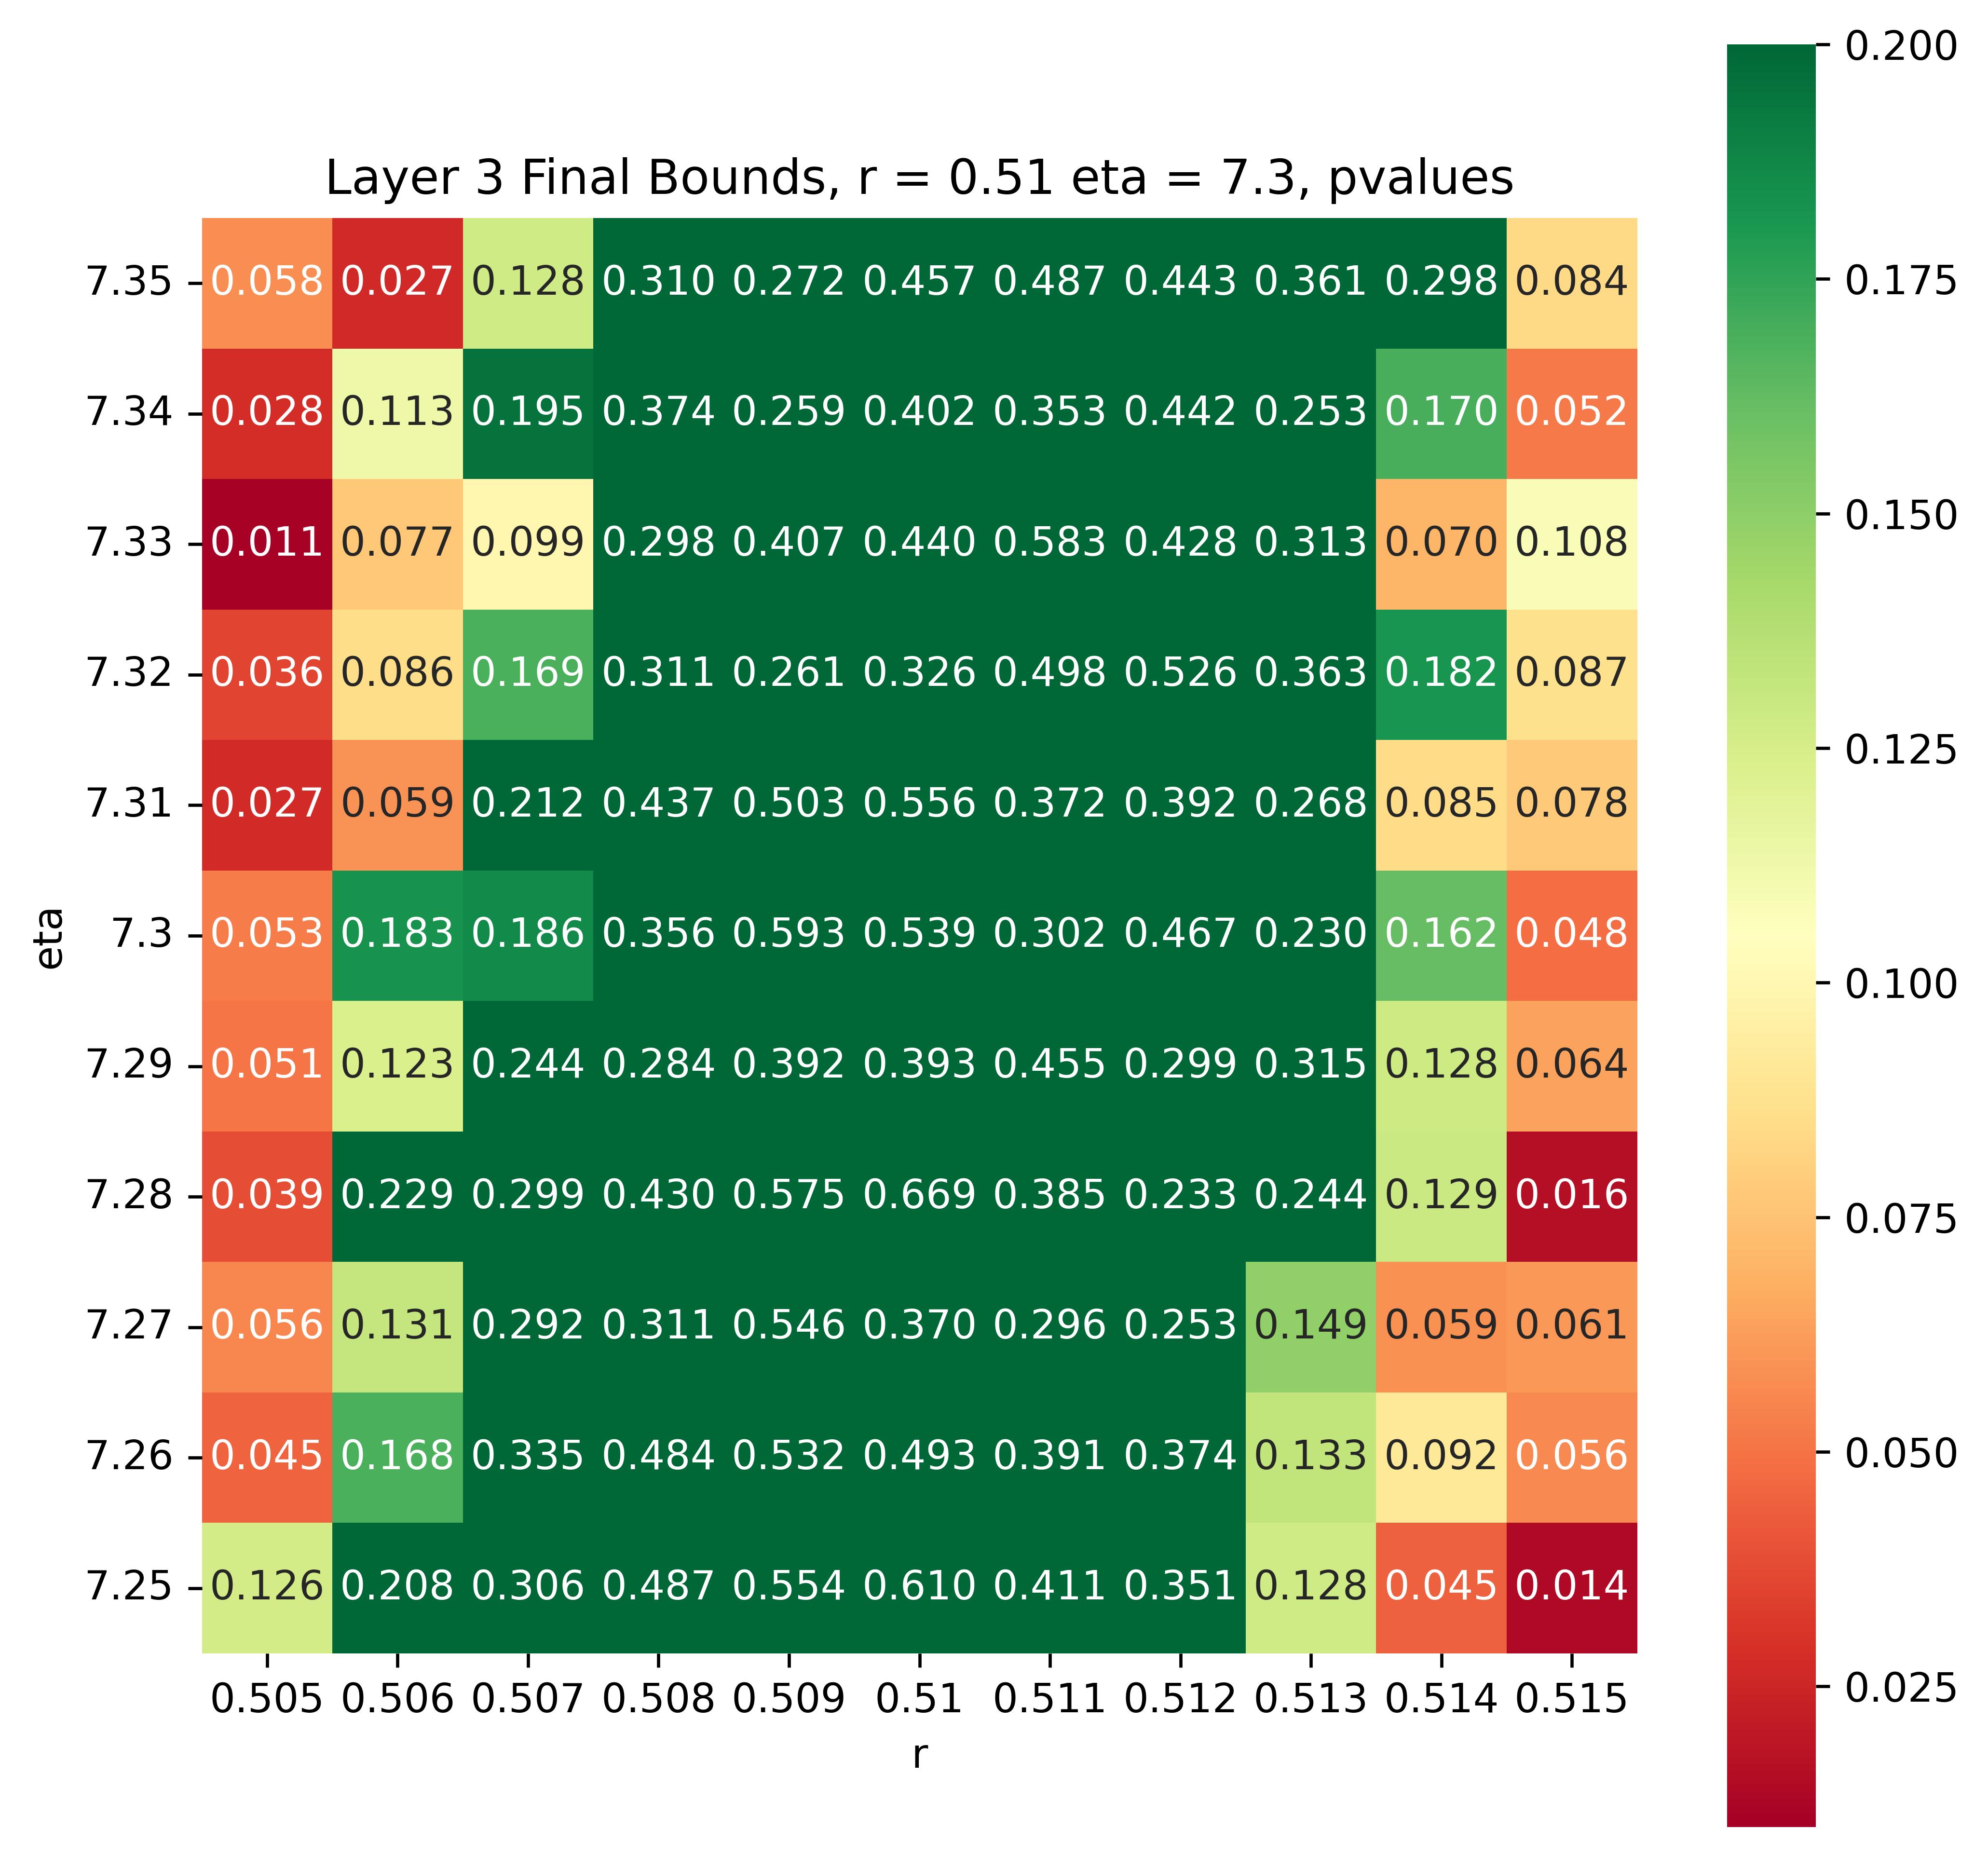 Layer 3 Final Bounds, r = 0.51 eta = 7.3, pvalues
7.35 0.058 0.027 0.128 0.310 0.272 0.457 0.487 0.443 0.361 0.298 0.084
7.34 0.028 0.113 0.195 0.374 0.259 0.402 0.353 0.442 0.253 0.170 0.052
7.33 0.011 0.077 0.099 0.298 0.407 0.440 0.583 0.428 0.313 0.070 0.108
7.32 0.036 0.086 0.169 0.311 0.261 0.326 0.498 0.526 0.363 0.182 0.087
7.31 0.027 0.059 0.212 0.437 0.503 0.556 0.372 0.392 0.268 0.085 0.078
7.3 0.053 0.183 0.186 0.356 0.593 0.539 0.302 0.467 0.230 0.162 0.048
7.29 0.051 0.123 0.244 0.284 0.392 0.393 0.455 0.299 0.315 0.128 0.064
7.28 0.039 0.229 0.299 0.430 0.575 0.669 0.385 0.233 0.244 0.129 0.016
7.27 0.056 0.131 0.292 0.311 0.546 0.370 0.296 0.253 0.149 0.059 0.061
7.26 0.045 0.168 0.335 0.484 0.532 0.493 0.391 0.374 0.133 0.092 0.056
7.25 0.126 0.208 0.306 0.487 0.554 0.610 0.411 0.351 0.128 0.045 0.014
0.505 0.506 0.507 0.508 0.509 0.51 0.511 0.512 0.513 0.514 0.515
r
eta
0.200
0.175
0.150
0.125
0.100
0.075
0.050
0.025